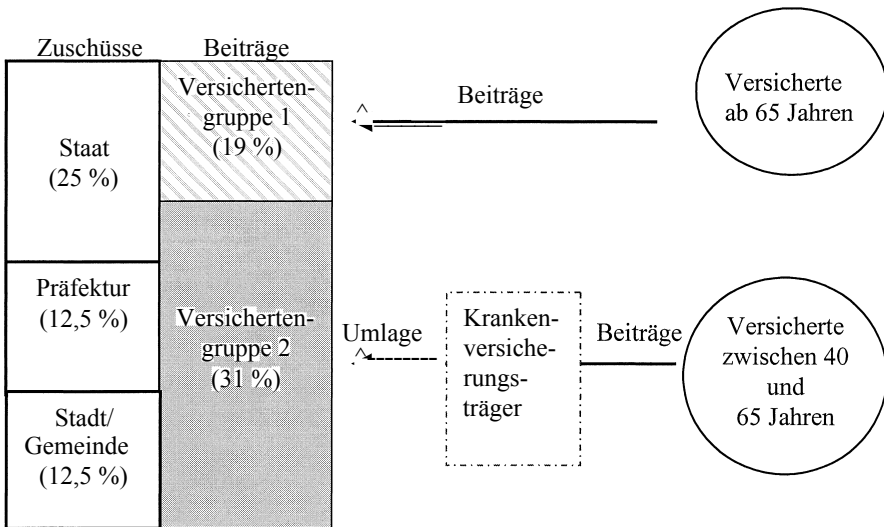 Zuschüsse
Beiträge
Staat
(25 %)
Präfektur
(12,5 %)
Stadt/
Gemeinde
(12,5 %)
Versicherten-
gruppe 1
(19 %)
Versicherten-
gruppe 2
(31 %)
Beiträge
Versicherte
ab 65 Jahren
Umlage
Kranken-
versiche-
rungs-
träger
Beiträge
Versicherte
zwischen 40
und
65 Jahren